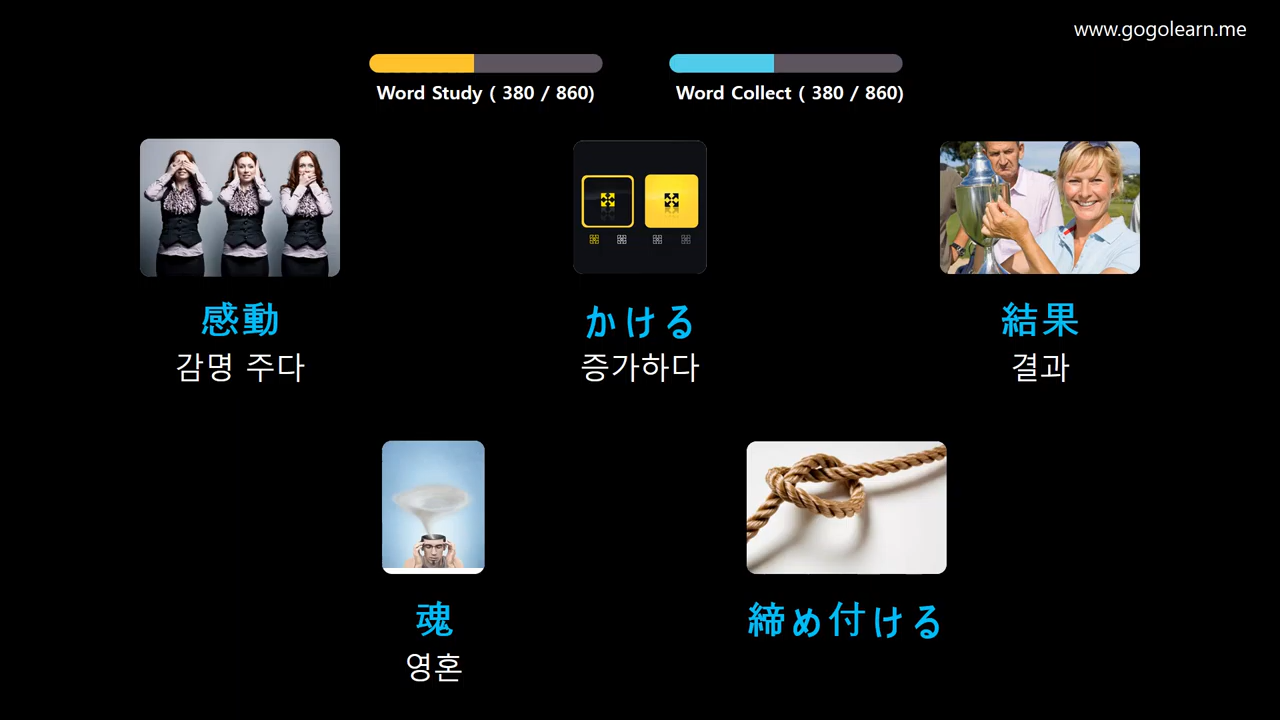 www.gogolearn.me
Word Study ( 380 / 860)
Word Collect ( 380 / 860)
感動
감명 주다
かける
증가하다
結果
결과
魂
영혼
締め付ける